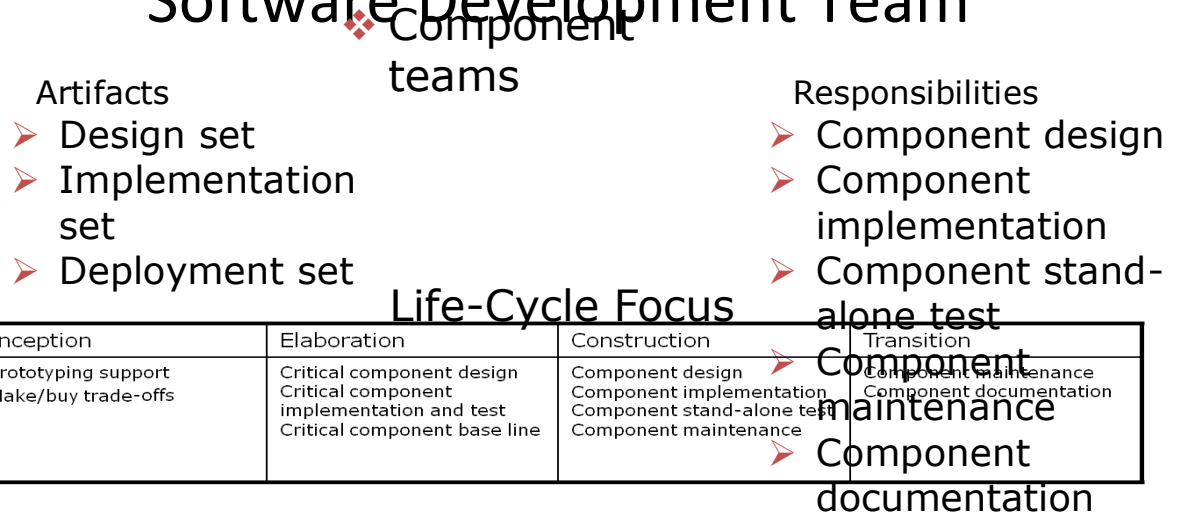 Software Development Team
Component
teams
Artifacts
Design set
Implementation
set
Deployment set
Responsibilities
Component design
Component
implementation
Component stand-
alone test
Component
maintenance
Component
documentation
Life-Cycle Focus
nception
rototyping support
lake/buy trade-offs
Elaboration
Critical component design
Critical component
implementation and test
Critical component base line
Construction
Component design
Component implementation
Component stand-alone test
Component maintenance
Transition
Component maintenance
Component documentation